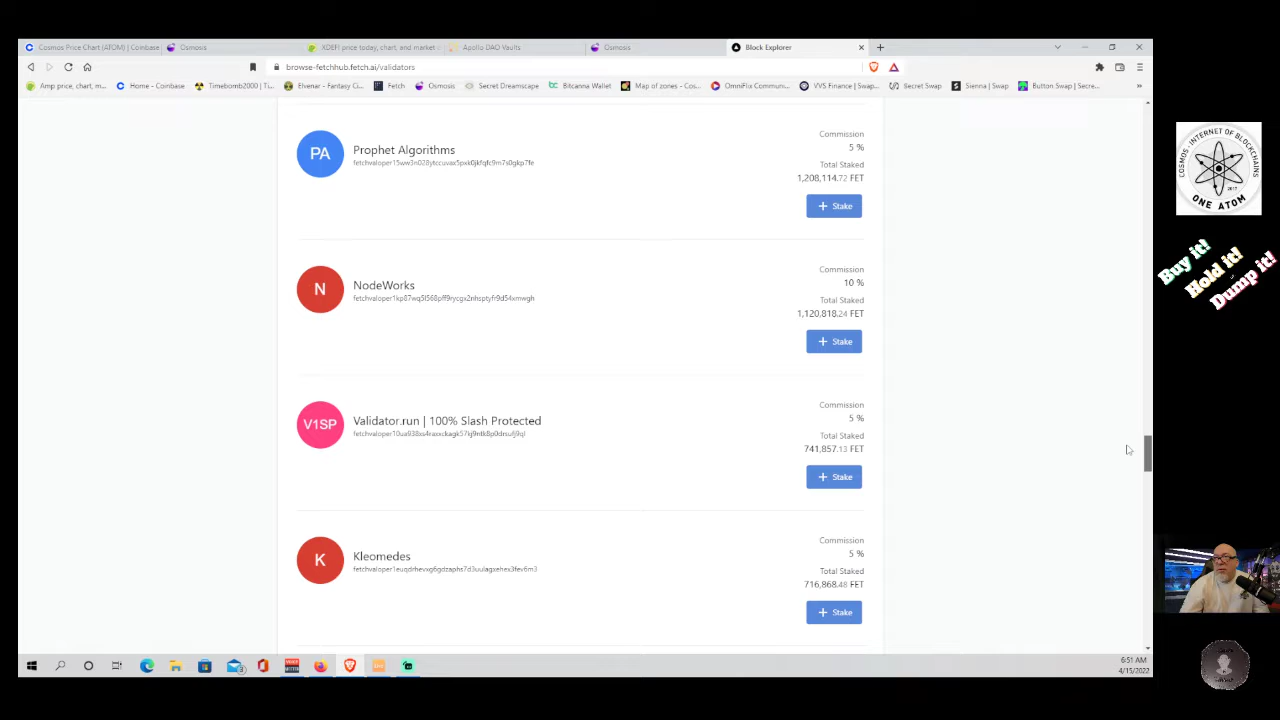 Cosmos Price Chart (ATOM) | Coinbase
Osmosis
XDEFI price today, chart, and market
Apollo DAO Vaults
Osmosis
Block Explorer
browse-fetchhub.fetch.ai/validators
Amp price, chart, m...
Home - Coinbase
Timebomb2000 | Ti...
Elvenar - Fantasy Ci...
Fetch
Osmosis
Secret Dreamscape
Bitcanna Wallet
Map of zones - Cos...
OmniFlix Communi...
VVS Finance | Swap...
Secret Swap
Sienna | Swap
Button Swap | Secre...
PA
Prophet Algorithms
Commission
5 %
Total Staked
1,208,114.72 FET
+ Stake
N
NodeWorks
Commission
10 %
Total Staked
1,120,818.24 FET
+ Stake
V1SP
Validator.run | 100% Slash Protected
Commission
5 %
Total Staked
741,857.13 FET
+ Stake
K
Kleomedes
Commission
5 %
Total Staked
716,868.48 FET
+ Stake
COSMOS - INTERNET OF BLOCKCHAINS
2017
ONE ATOM
Buy it!
Hold it!
Dump it!
6:51 AM
4/15/2022